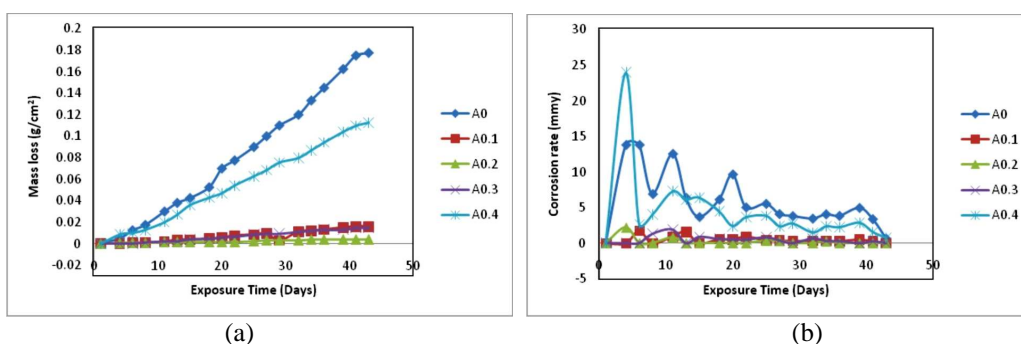 0.2
0.18
0.16
0.14
0.12
0.1
0.08
0.06
0.04
0.02
0
-0.02
Mass loss (g/cm²)
0 10 20 30 40 50
Exposure Time (Days)
A0
A0.1
A0.2
A0.3
A0.4
(a)
30
25
20
15
10
5
0
-5
Corrosion rate (mmy)
0 10 20 30 40 50
Exposure Time (Days)
A0
A0.1
A0.2
A0.3
A0.4
(b)